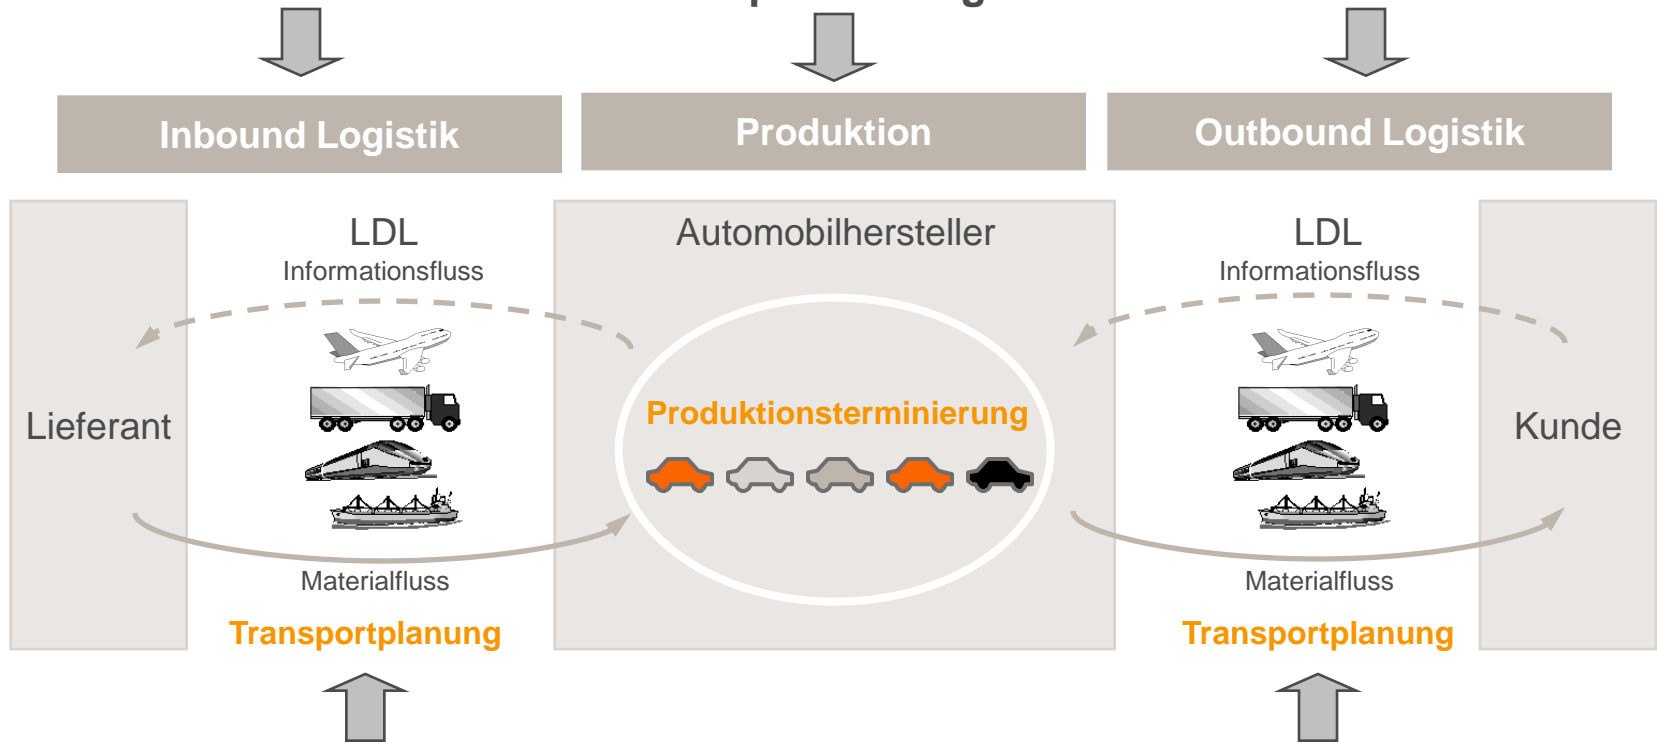 Inbound Logistik
Produktion
Outbound Logistik
LDL
Automobilhersteller
LDL
Informationsfluss
Informationsfluss
Produktionsterminierung
Lieferant
Kunde
Materialfluss
Materialfluss
Transportplanung
Transportplanung